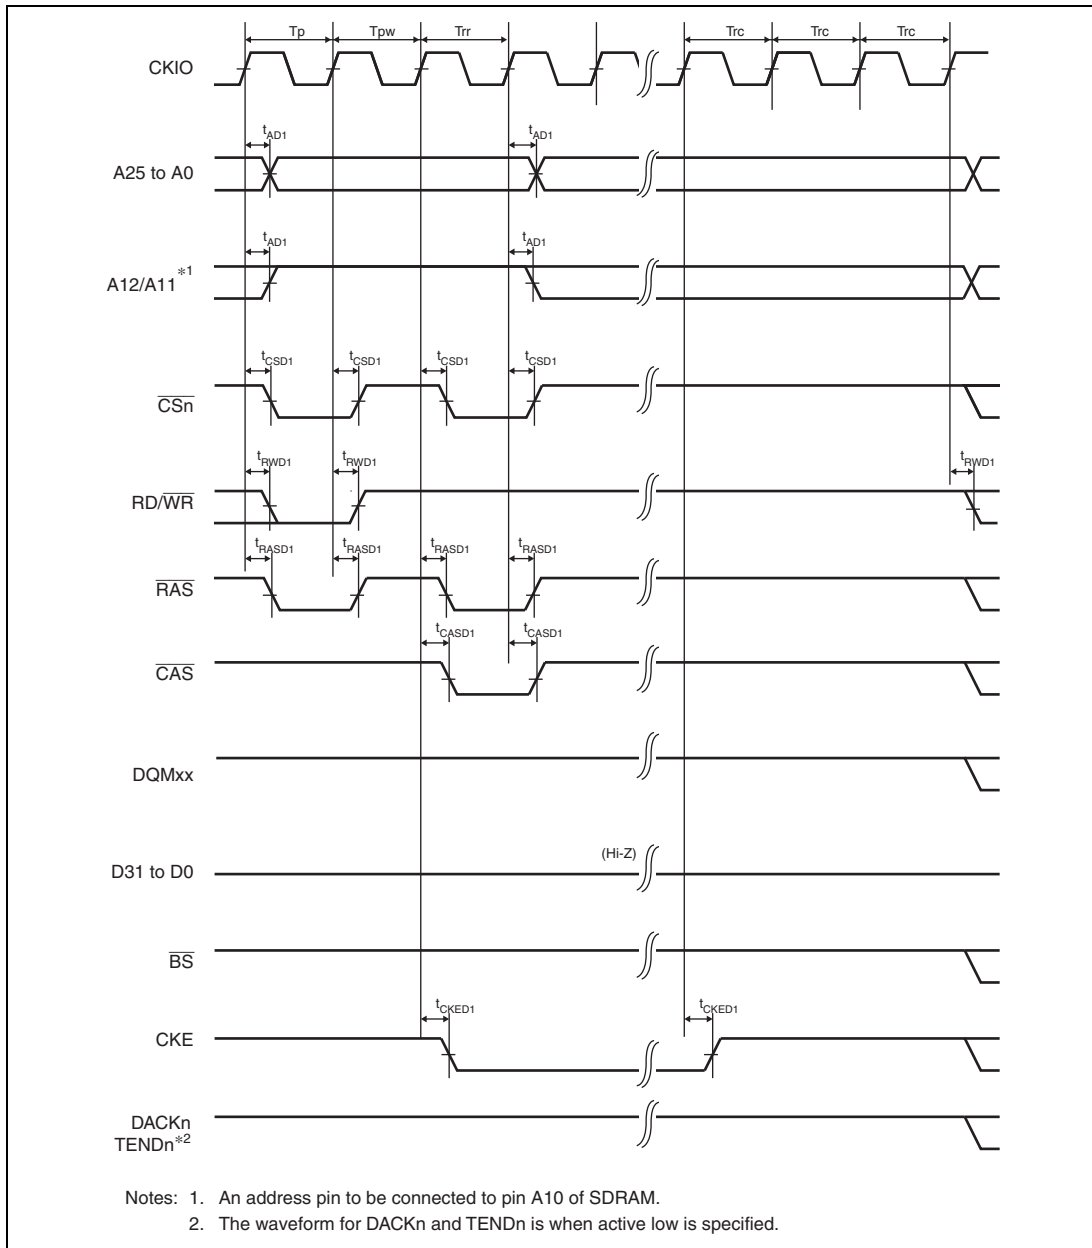 Tp Tpw Trr Trc Trc Trc
CKIO
tAD1 tAD1
A25 to A0
tAD1 tAD1
A12/A11*1
tCSD1 tCSD1 tCSD1 tCSD1
CSn
tRWD1 tRWD1 tRWD1
RD/WR
tRASD1 tRASD1 tRASD1 tRASD1
RAS
tCASD1 tCASD1
CAS
DQMxx
(Hi-Z)
D31 to D0
BS
tCKED1 tCKED1
CKE
DACKn
TENDn*2
Notes: 1. An address pin to be connected to pin A10 of SDRAM.
2. The waveform for DACKn and TENDn is when active low is specified.